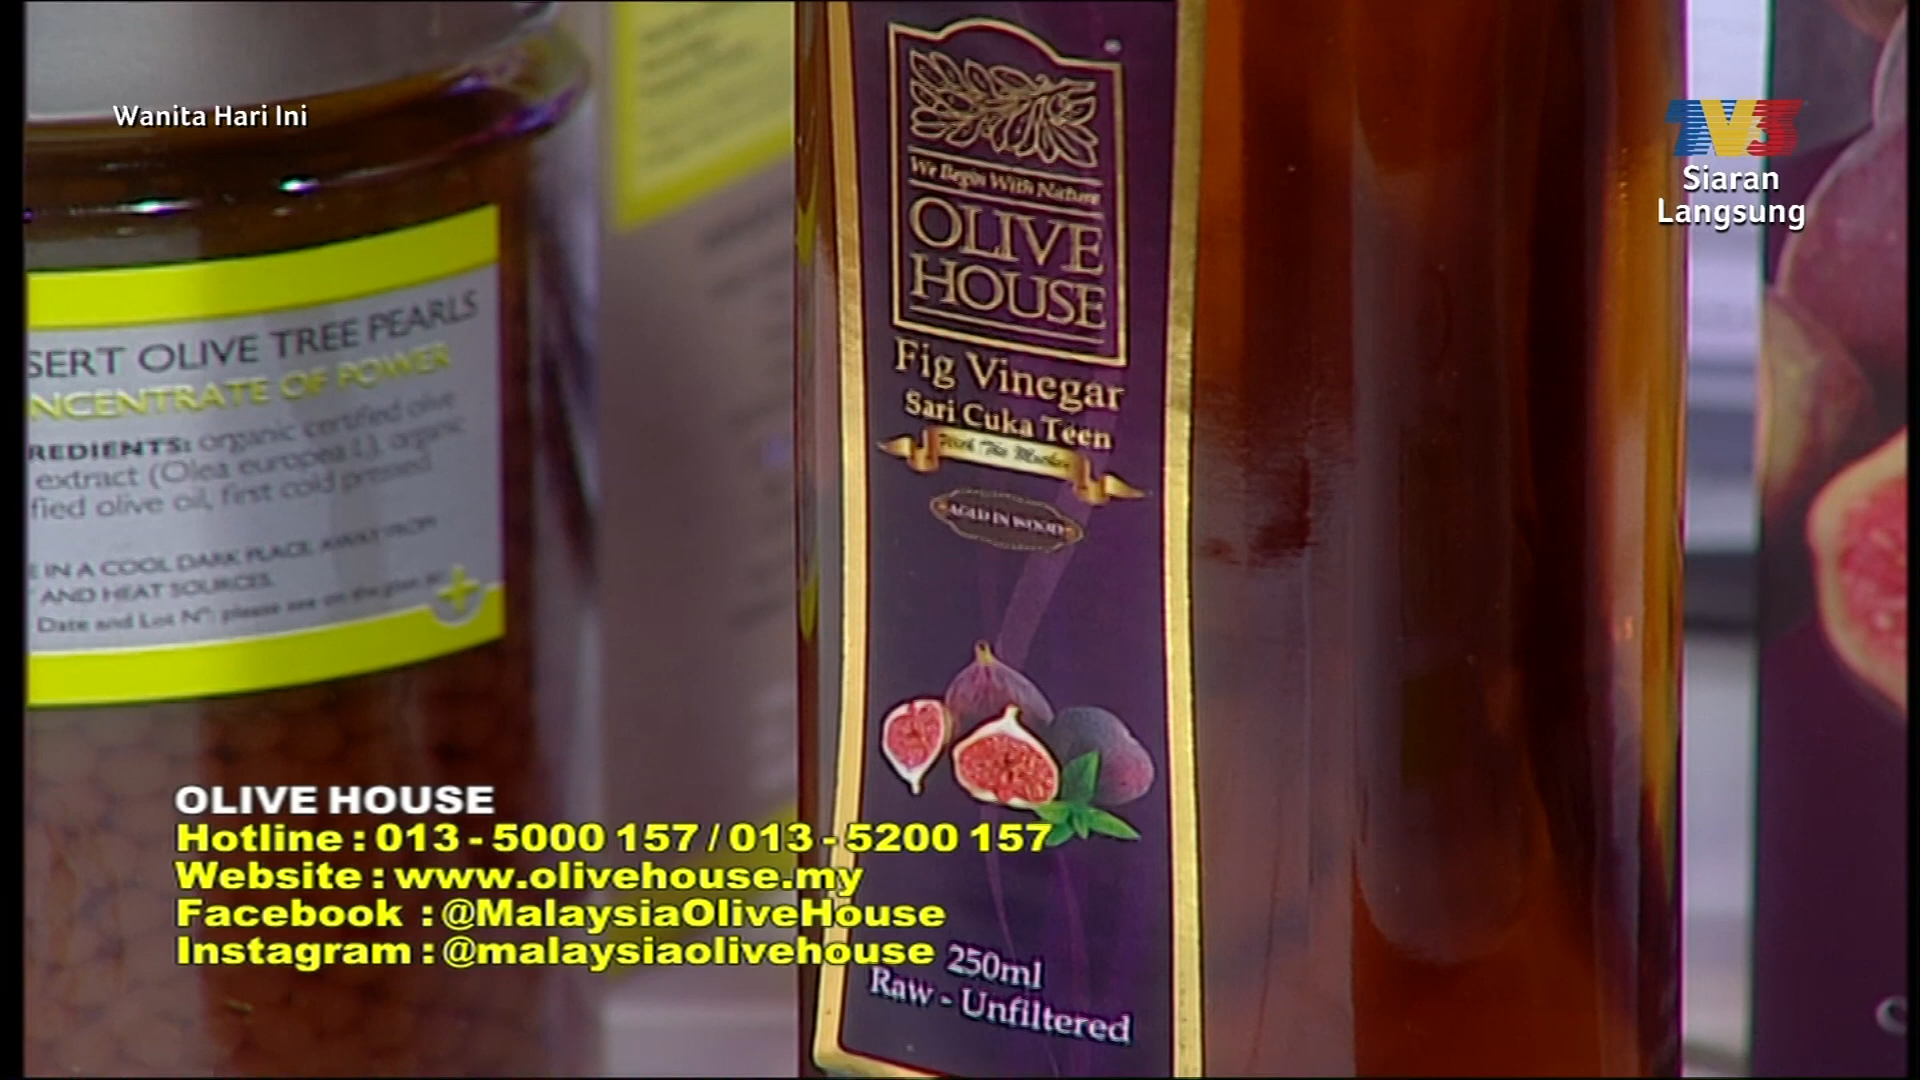 Wanita Hari Ini
TV3
Siaran
Langsung
SERT OLIVE TREE PEARLS
NCENTRATE OF POWER
REDIENTS: organic certified olive
extract (Olea europea L), organic
fied olive oil, first cold pressed
E IN A COOL DARK PLACE, AWAY FROM
AND HEAT SOURCES.
Date and Lot N°: please see on the
We Begin With Nature
OLIVE
HOUSE
Fig Vinegar
Sari Cuka Teen
With The Mother
AGED IN WOOD
250ml
Raw - Unfiltered
OLIVE HOUSE
Hotline : 013 - 5000 157 / 013 - 5200 157
Website : www.olivehouse.my
Facebook : @MalaysiaOliveHouse
Instagram : @malaysiaolivehouse